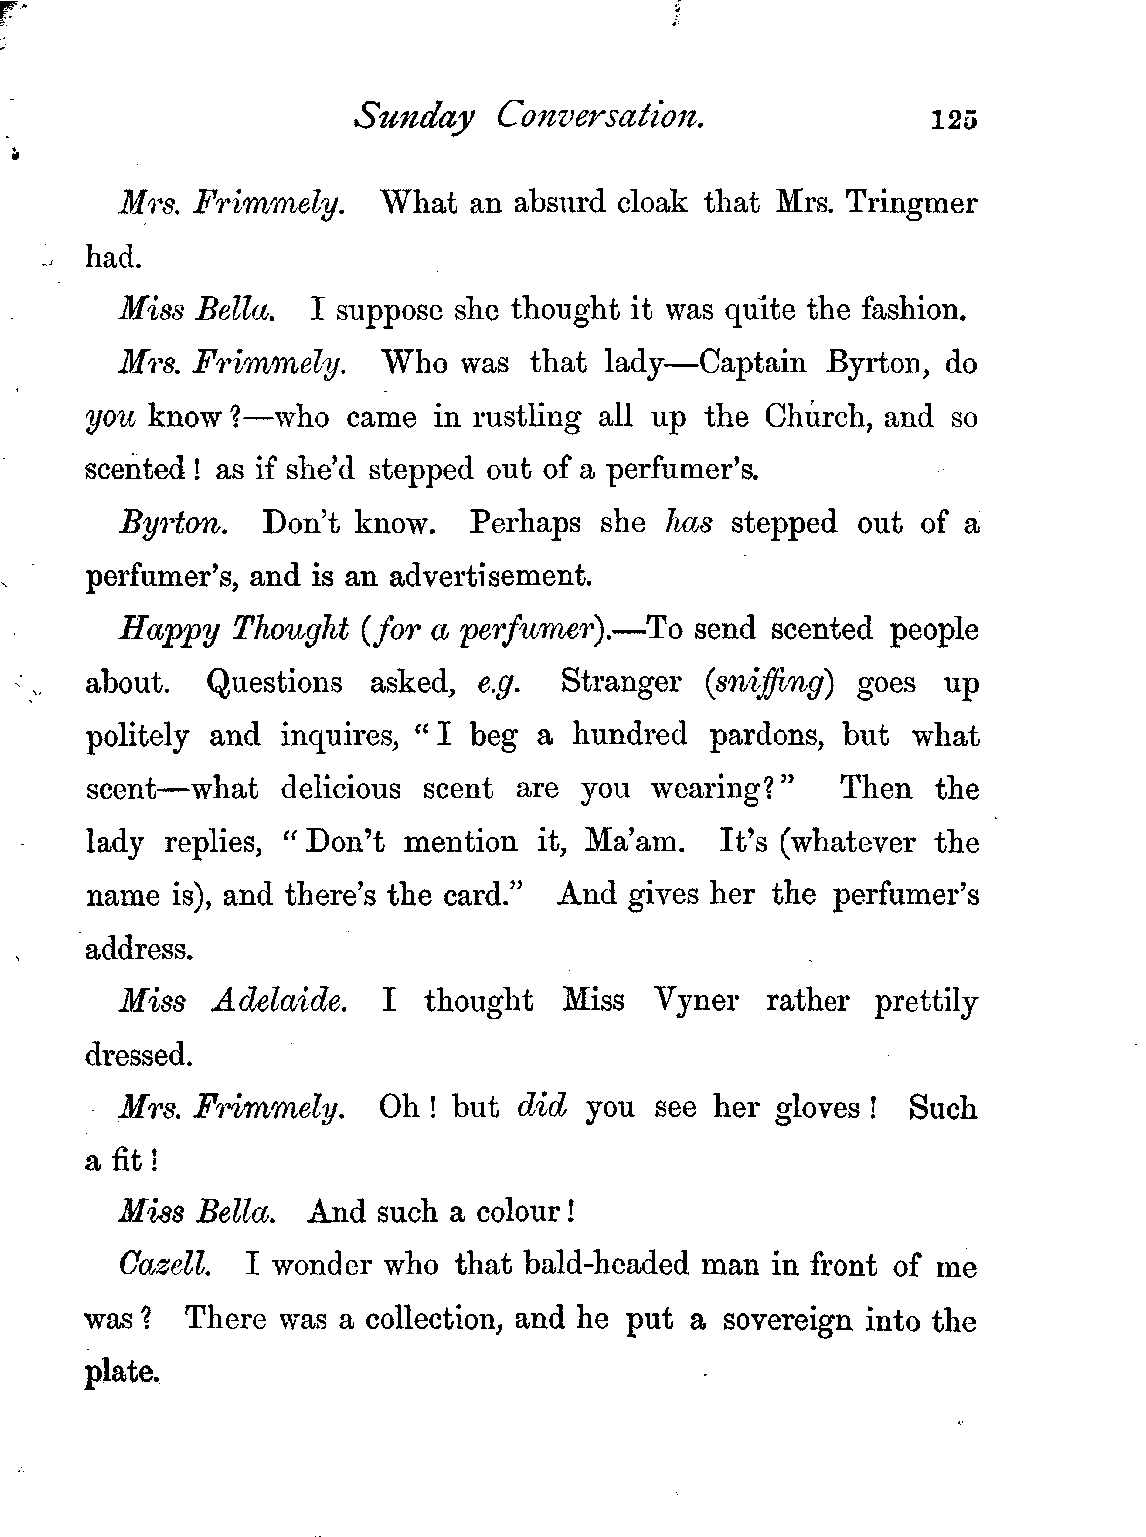 Sunday Conversation. 125
Mrs. Frimmely. What an absurd cloak that Mrs. Tringmer
had.
Miss Bella. I suppose she thought it was quite the fashion.
Mrs. Frimmely. Who was that lady—Captain Byrton, do
you know?—who came in rustling all up the Church, and so
scented! as if she'd stepped out of a perfumer's.
Byrton. Don't know. Perhaps she has stepped out of a
perfumer's, and is an advertisement.
Happy Thought (for a perfumer).—To send scented people
about. Questions asked, e.g. Stranger (sniffing) goes up
politely and inquires, "I beg a hundred pardons, but what
scent—what delicious scent are you wearing?" Then the
lady replies, "Don't mention it, Ma'am. It's (whatever the
name is), and there's the card." And gives her the perfumer's
address.
Miss Adelaide. I thought Miss Vyner rather prettily
dressed.
Mrs. Frimmely. Oh! but did you see her gloves! Such
a fit!
Miss Bella. And such a colour!
Cazell. I wonder who that bald-headed man in front of me
was? There was a collection, and he put a sovereign into the
plate.